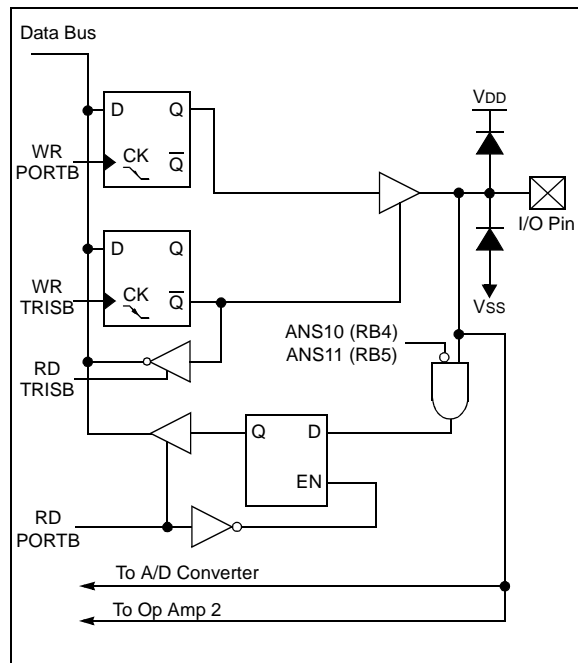 Data Bus
D Q
WR
PORTB
CK
Q
VDD
I/O Pin
VSS
D Q
WR
TRISB
CK
Q
RD
TRISB
ANS10 (RB4)
ANS11 (RB5)
Q D
EN
RD
PORTB
To A/D Converter
To Op Amp 2